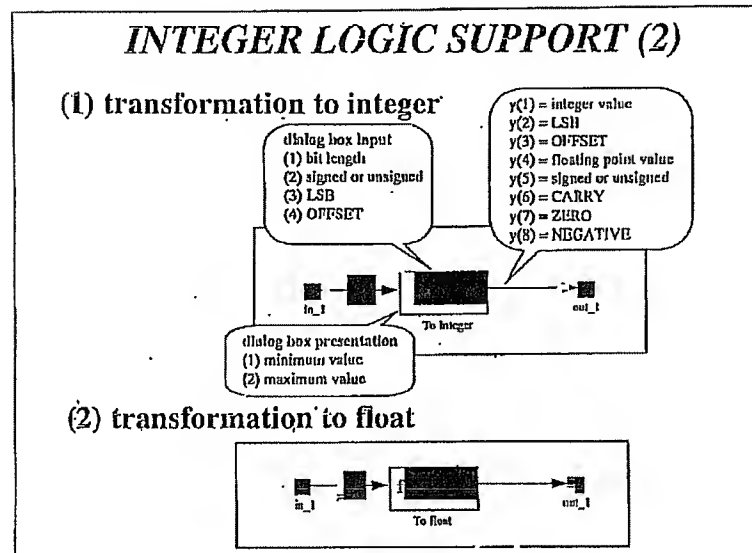 INTEGER LOGIC SUPPORT (2)
(1) transformation to integer
dialog box input
(1) bit length
(2) signed or unsigned
(3) LSB
(4) OFFSET
y(1) = integer value
y(2) = LSB
y(3) = OFFSET
y(4) = floating point value
y(5) = signed or unsigned
y(6) = CARRY
y(7) = ZERO
y(8) = NEGATIVE
in_1
To Integer
out_1
dialog box presentation
(1) minimum value
(2) maximum value
(2) transformation to float
in_1
f
To float
out_1